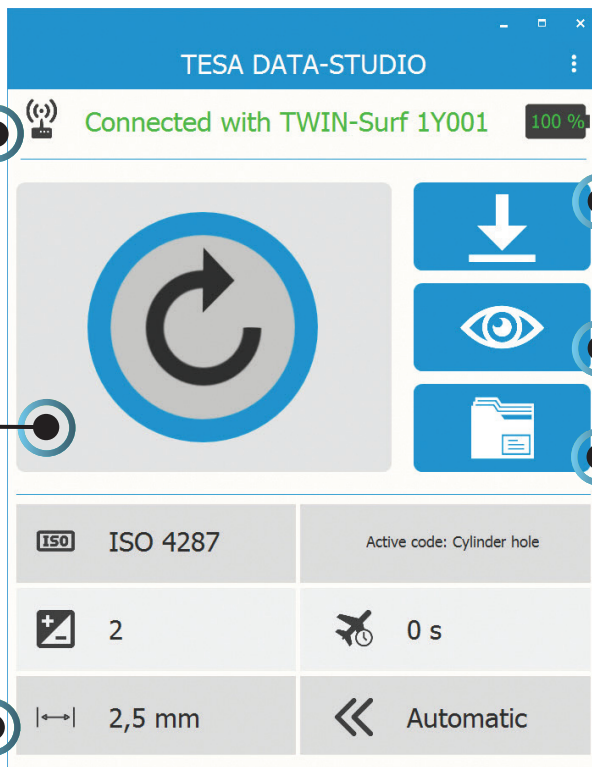 TESA DATA-STUDIO
Connected with TWIN-Surf 1Y001
100 %
ISO ISO 4287
Active code: Cylinder hole
2
0 s
2,5 mm
Automatic